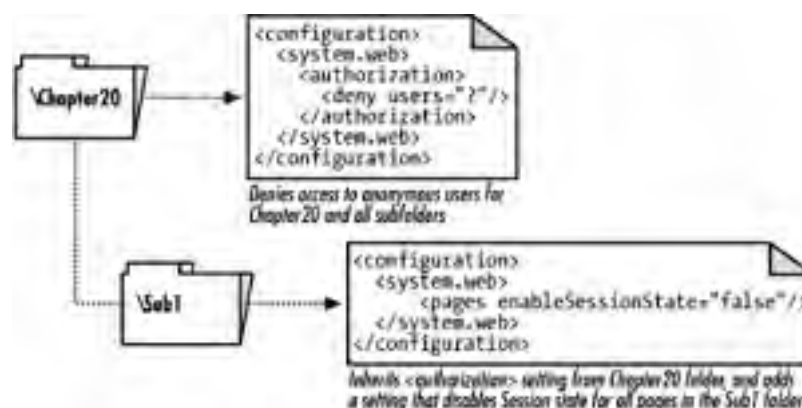 \Chapter20
<configuration>
<system.web>
<authorization>
<deny users="?"/>
</authorization>
</system.web>
</configuration>
Denies access to anonymous users for
Chapter20 and all subfolders
\Sub1
<configuration>
<system.web>
<pages enableSessionState="false"/>
</system.web>
</configuration>
Inherits <authorization> setting from Chapter20 folder, and adds
a setting that disables Session state for all pages in the Sub1 folder